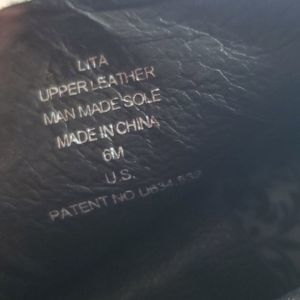 LITA
UPPER LEATHER
MAN MADE SOLE
MADE IN CHINA
6M
U.S.
PATENT NO.